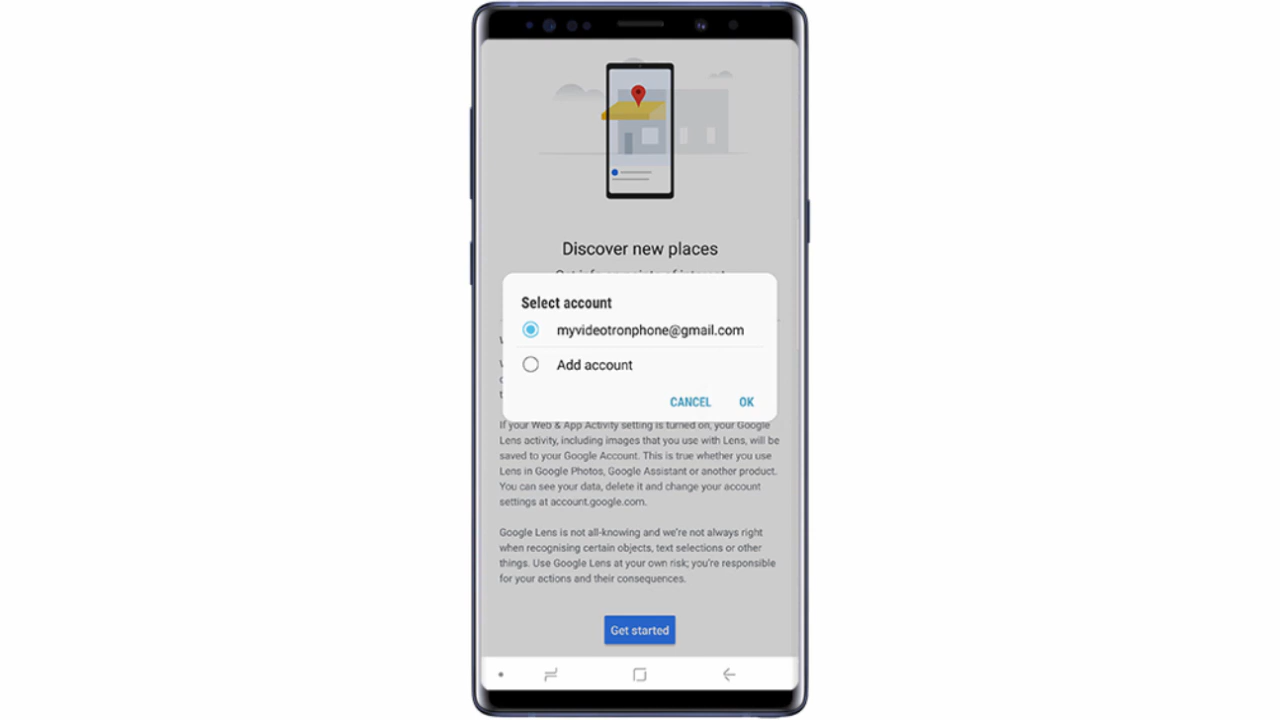 Discover new places
Select account
myvideotronphone@gmail.com
Add account
CANCEL OK
If your Web & App Activity setting is turned on, your Google
Lens activity, including images that you use with Lens, will be
saved to your Google Account. This is true whether you use
Lens in Google Photos, Google Assistant or another product.
You can see your data, delete it and change your account
settings at account.google.com.
Google Lens is not all-knowing and we're not always right
when recognising certain objects, text selections or other
things. Use Google Lens at your own risk; you're responsible
for your actions and their consequences.
Get started